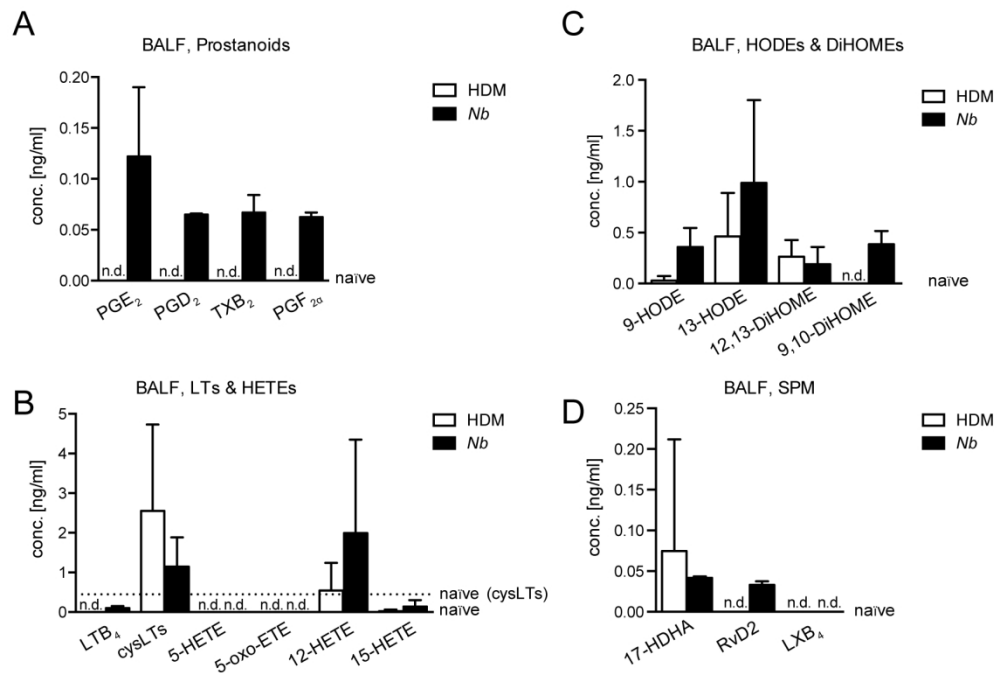 A
BALF, Prostanoids
HDM
Nb
conc. [ng/ml]
0.20
0.15
0.10
0.05
0.00
n.d.
n.d.
n.d.
n.d.
naïve
PGE₂
PGD₂
TXB₂
PGF₂α
C
BALF, HODEs & DiHOMEs
HDM
Nb
conc. [ng/ml]
2.0
1.5
1.0
0.5
0.0
n.d.
naïve
9-HODE
13-HODE
12,13-DiHOME
9,10-DiHOME
B
BALF, LTs & HETEs
HDM
Nb
conc. [ng/ml]
5
4
3
2
1
0
n.d.
n.d. n.d.
n.d. n.d.
naïve (cysLTs)
naïve
LTB₄
cysLTs
5-HETE
5-oxo-ETE
12-HETE
15-HETE
D
BALF, SPM
HDM
Nb
conc. [ng/ml]
0.25
0.20
0.15
0.10
0.05
0.00
n.d.
n.d. n.d.
naïve
17-HDHA
RvD2
LXB₄